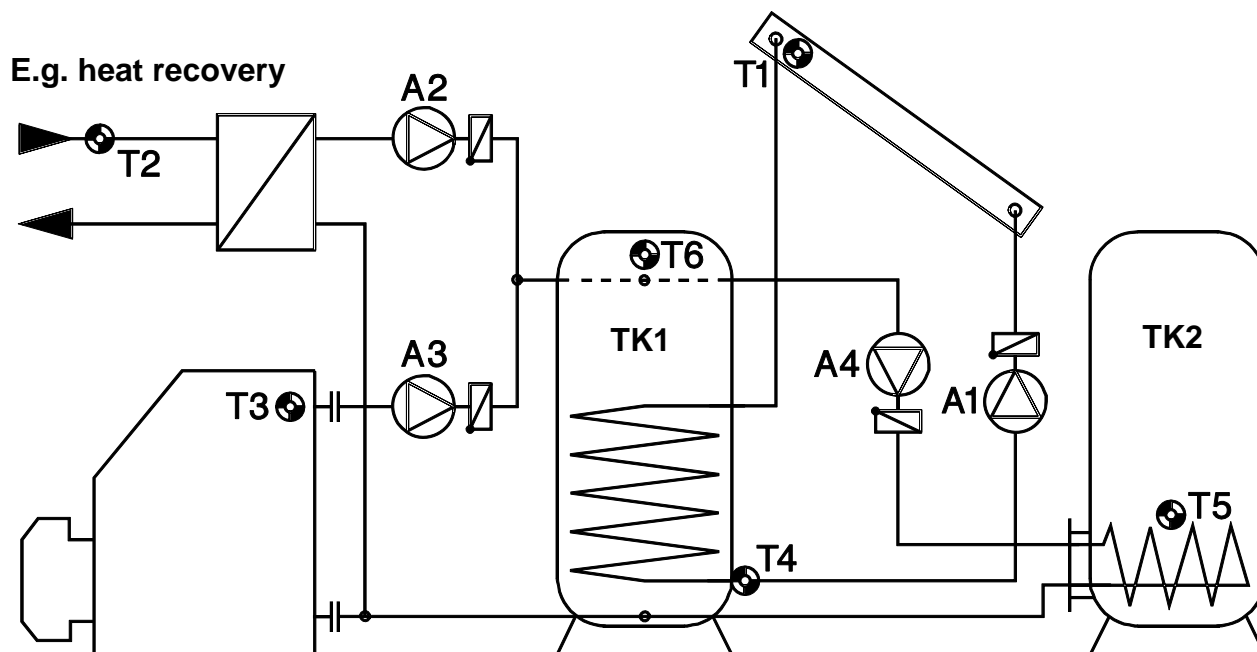 E.g. heat recovery
A2
T1
T2
T6
TK1
TK2
A3
A4
T3
A1
T5
T4